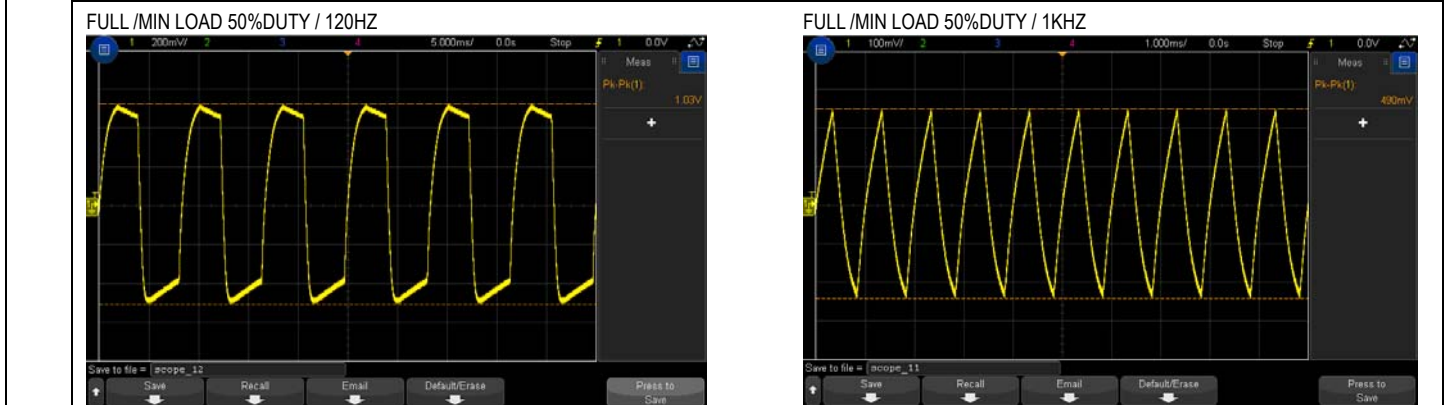 FULL /MIN LOAD 50%DUTY / 120HZ
1 200mV/ 2 3 4 5.000ms/ 0.0s Stop 1 0.0V
Meas
Pk-Pk(1):
1.03V
+
Save to file = scope_12
Save Recall Email Default/Erase Press to
Save
FULL /MIN LOAD 50%DUTY / 1KHZ
1 100mV/ 2 3 4 1.000ms/ 0.0s Stop 1 0.0V
Meas
Pk-Pk(1):
490mV
+
Save to file = scope_11
Save Recall Email Default/Erase Press to
Save